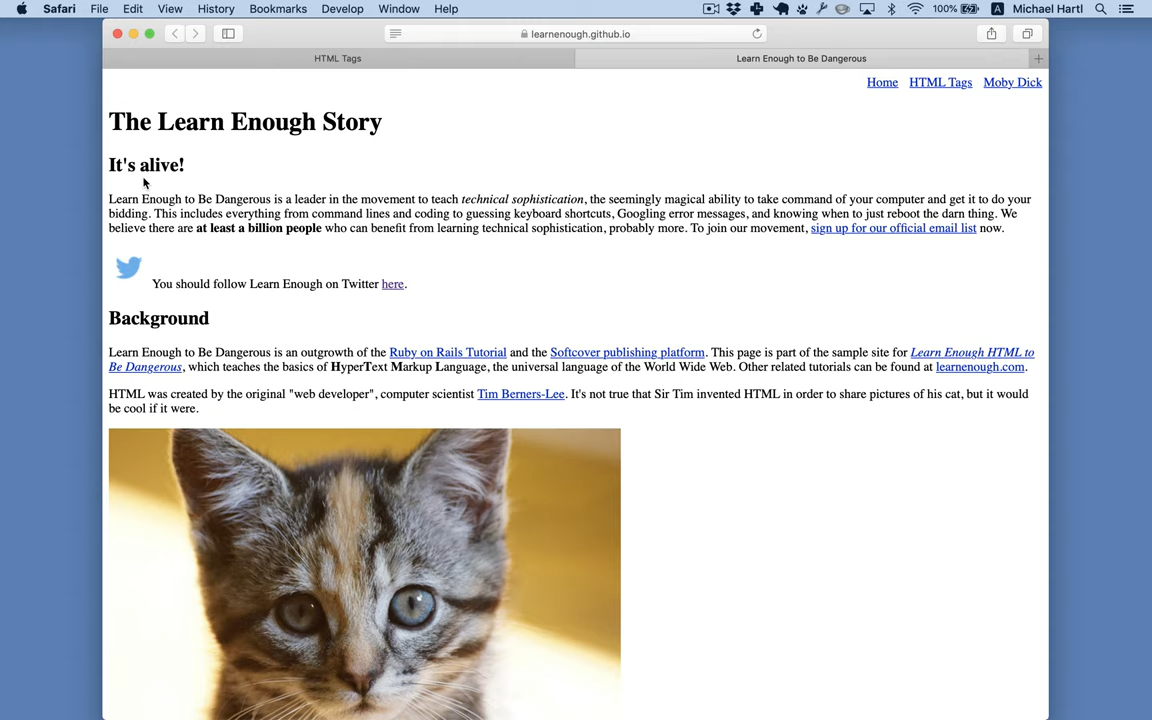 Safari File Edit View History Bookmarks Develop Window Help 100% A Michael Hartl
learnenough.github.io
HTML Tags Learn Enough to Be Dangerous
Home HTML Tags Moby Dick
The Learn Enough Story
It's alive!
Learn Enough to Be Dangerous is a leader in the movement to teach technical sophistication, the seemingly magical ability to take command of your computer and get it to do your
bidding. This includes everything from command lines and coding to guessing keyboard shortcuts, Googling error messages, and knowing when to just reboot the darn thing. We
believe there are at least a billion people who can benefit from learning technical sophistication, probably more. To join our movement, sign up for our official email list now.
You should follow Learn Enough on Twitter here.
Background
Learn Enough to Be Dangerous is an outgrowth of the Ruby on Rails Tutorial and the Softcover publishing platform. This page is part of the sample site for Learn Enough HTML to
Be Dangerous, which teaches the basics of HyperText Markup Language, the universal language of the World Wide Web. Other related tutorials can be found at learnenough.com.
HTML was created by the original "web developer", computer scientist Tim Berners-Lee. It's not true that Sir Tim invented HTML in order to share pictures of his cat, but it would
be cool if it were.